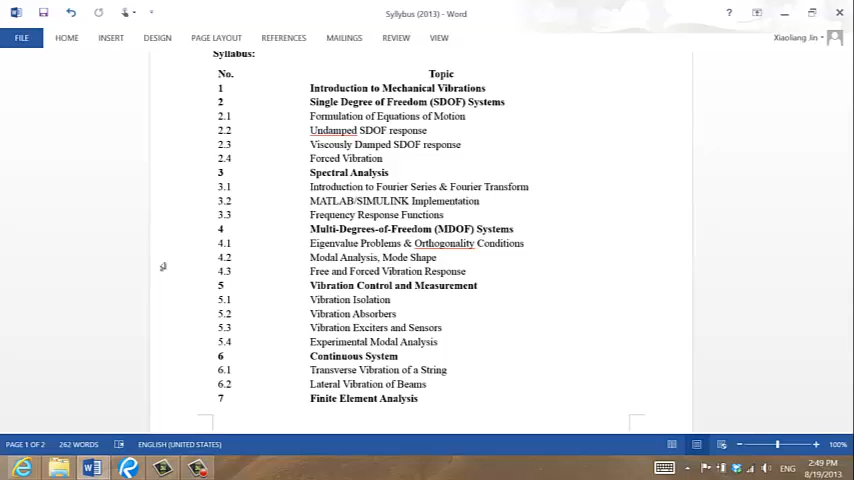 Syllybus (2013) - Word
FILE HOME INSERT DESIGN PAGE LAYOUT REFERENCES MAILINGS REVIEW VIEW Xiaoliang Jin
Syllabus:
No. Topic
1 Introduction to Mechanical Vibrations
2 Single Degree of Freedom (SDOF) Systems
2.1 Formulation of Equations of Motion
2.2 Undamped SDOF response
2.3 Viscously Damped SDOF response
2.4 Forced Vibration
3 Spectral Analysis
3.1 Introduction to Fourier Series & Fourier Transform
3.2 MATLAB/SIMULINK Implementation
3.3 Frequency Response Functions
4 Multi-Degrees-of-Freedom (MDOF) Systems
4.1 Eigenvalue Problems & Orthogonality Conditions
4.2 Modal Analysis, Mode Shape
4.3 Free and Forced Vibration Response
5 Vibration Control and Measurement
5.1 Vibration Isolation
5.2 Vibration Absorbers
5.3 Vibration Exciters and Sensors
5.4 Experimental Modal Analysis
6 Continuous System
6.1 Transverse Vibration of a String
6.2 Lateral Vibration of Beams
7 Finite Element Analysis
PAGE 1 OF 2 262 WORDS ENGLISH (UNITED STATES) 100%
ENG 2:49 PM
8/19/2013